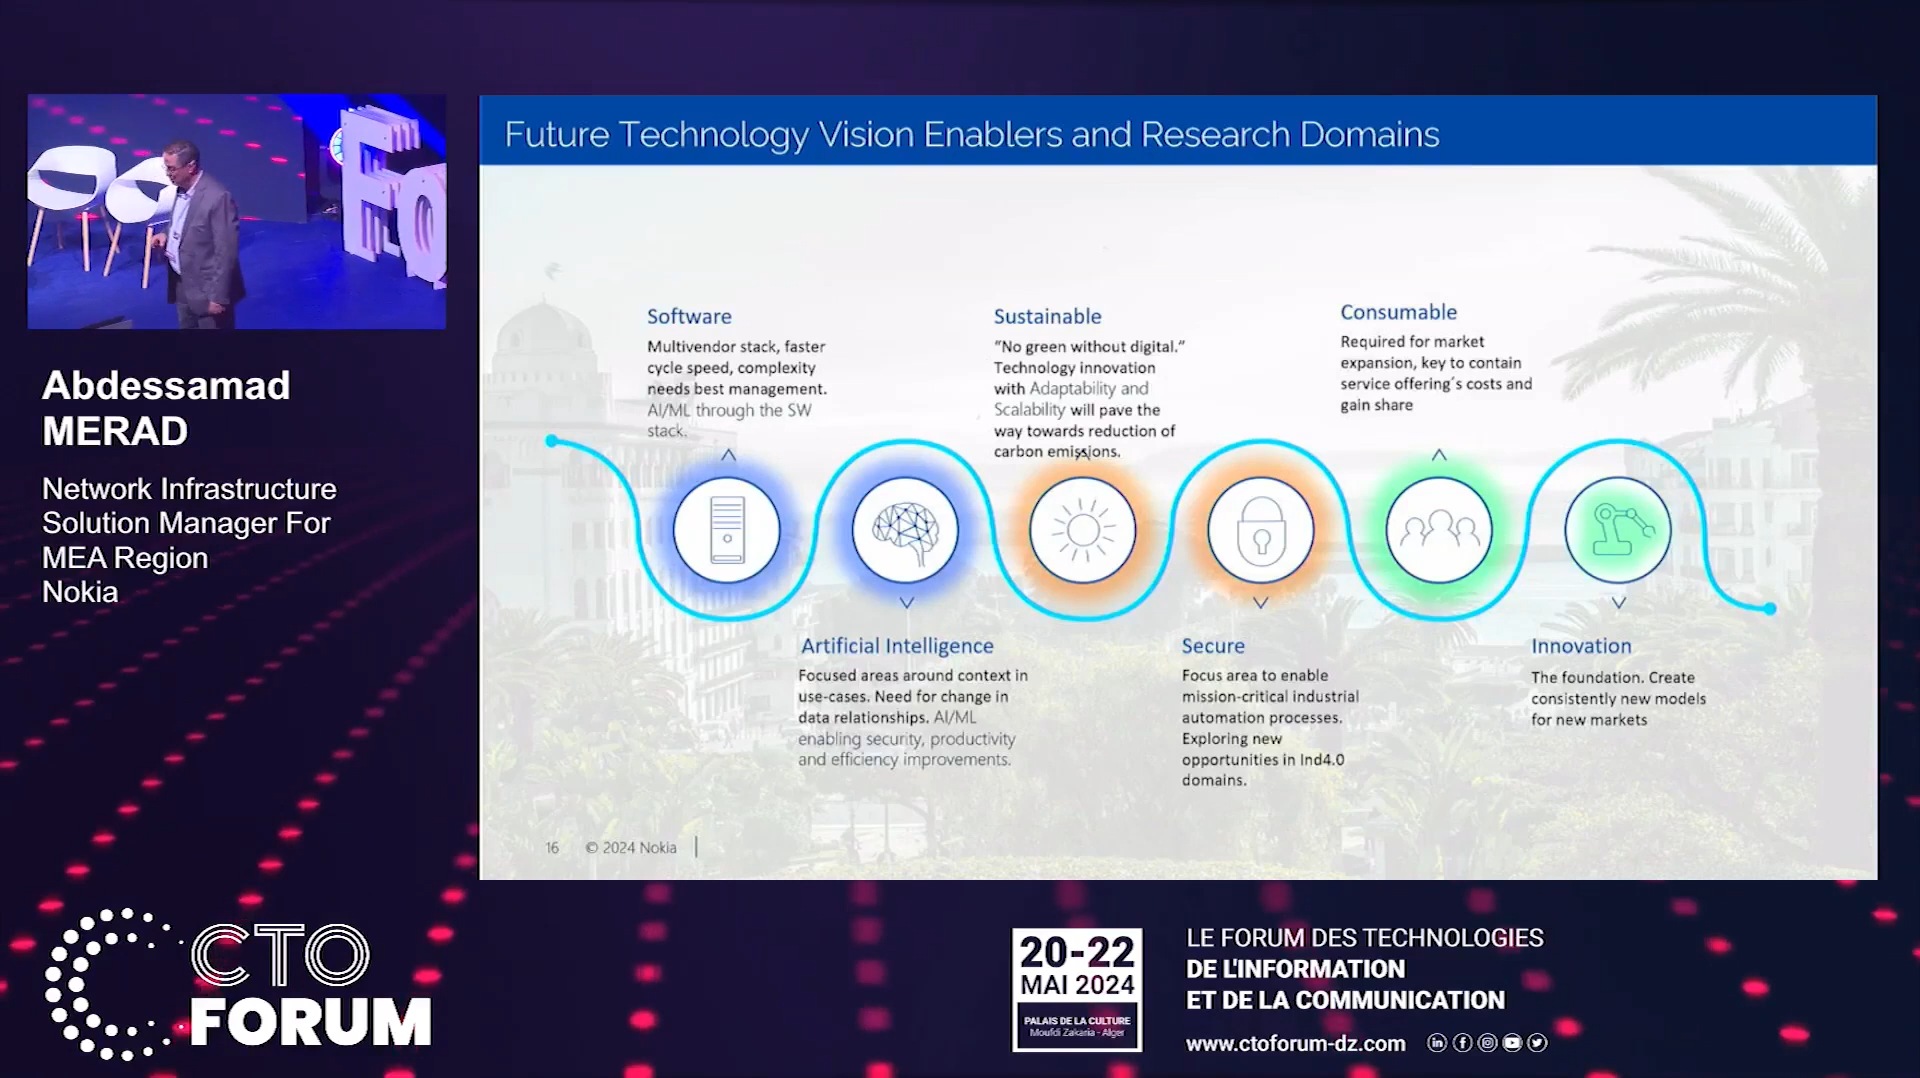 Future Technology Vision Enablers and Research Domains
Fo
Abdessamad
MERAD
Network Infrastructure
Solution Manager For
MEA Region
Nokia
Software
Multivendor stack, faster
cycle speed, complexity
needs best management.
AI/ML through the SW
stack.
Sustainable
“No green without digital.”
Technology innovation
with Adaptability and
Scalability will pave the
way towards reduction of
carbon emissions.
Consumable
Required for market
expansion, key to contain
service offering's costs and
gain share
Artificial Intelligence
Focused areas around context in
use-cases. Need for change in
data relationships. AI/ML
enabling security, productivity
and efficiency improvements.
Secure
Focus area to enable
mission-critical industrial
automation processes.
Exploring new
opportunities in Ind4.0
domains.
Innovation
The foundation. Create
consistently new models
for new markets
16 © 2024 Nokia
CTO
FORUM
20-22
MAI 2024
PALAIS DE LA CULTURE
Moufdi Zakaria - Alger
LE FORUM DES TECHNOLOGIES
DE L'INFORMATION
ET DE LA COMMUNICATION
www.ctoforum-dz.com